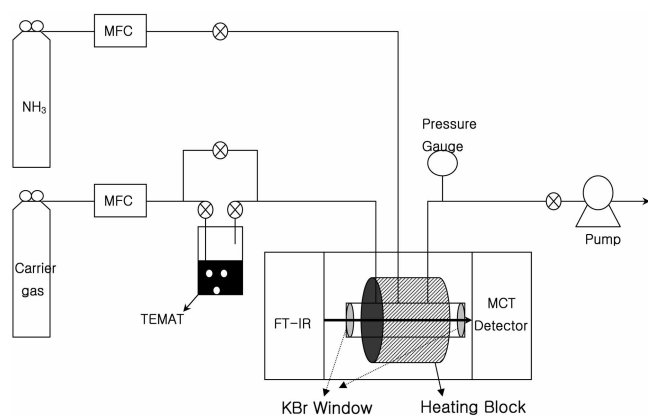 MFC
NH₃
Pressure
Gauge
MFC
Pump
Carrier
gas
TEMAT
FT-IR
MCT
Detector
KBr Window
Heating Block